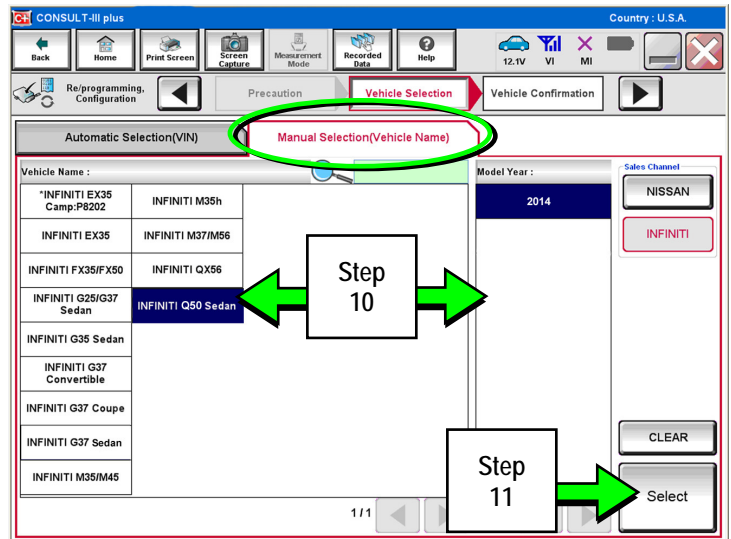 CONSULT-III plus
Country : U.S.A.
Back
Home
Print Screen
Screen
Capture
Measurement
Mode
Recorded
Data
Help
12.1V
VI
MI
Re/programming,
Configuration
Precaution
Vehicle Selection
Vehicle Confirmation
Automatic Selection(VIN)
Manual Selection(Vehicle Name)
Vehicle Name :
Model Year :
Sales Channel
*INFINITI EX35
Camp:P8202
INFINITI M35h
2014
NISSAN
INFINITI EX35
INFINITI M37/M56
INFINITI
INFINITI FX35/FX50
INFINITI QX56
INFINITI G25/G37
Sedan
INFINITI Q50 Sedan
Step
10
INFINITI G35 Sedan
INFINITI G37
Convertible
INFINITI G37 Coupe
INFINITI G37 Sedan
INFINITI M35/M45
CLEAR
Step
11
Select
1/1